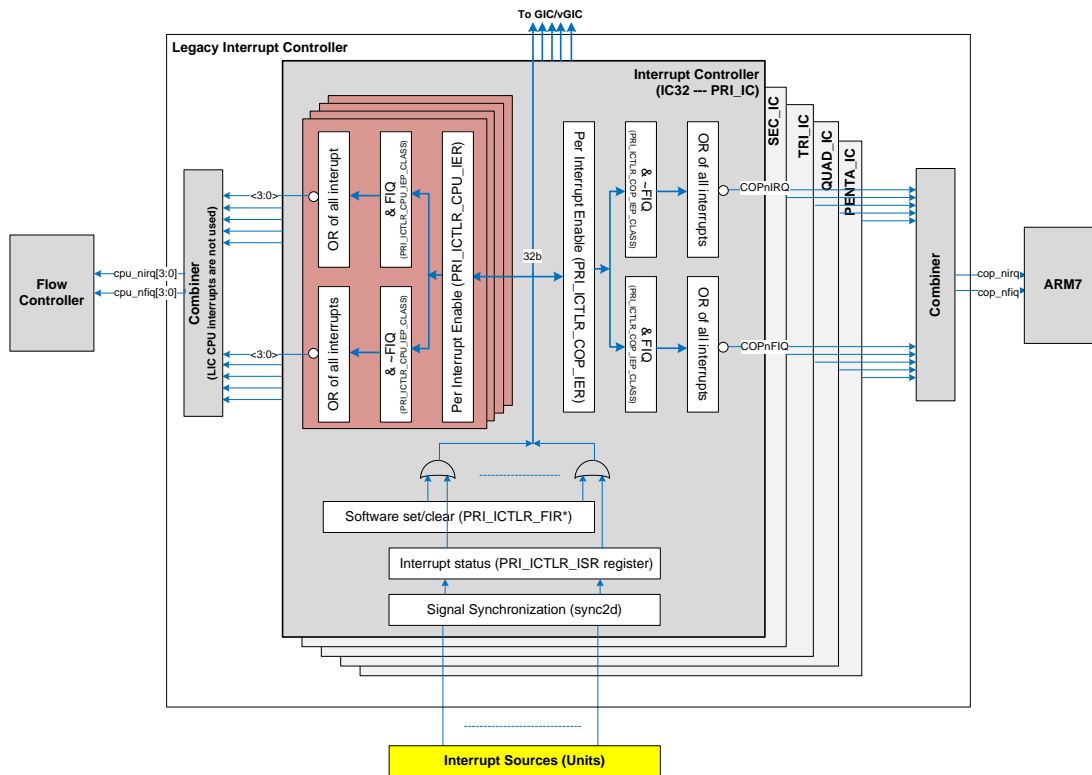 To GIC/vGIC
Legacy Interrupt Controller
Interrupt Controller
(IC32 --- PRI_IC)
SEC_IC
TRI_IC
QUAD_IC
PENTA_IC
OR of all interrupt
& FIQ
(PRI_ICTLR_CPU_IEP_CLASS)
Per Interrupt Enable (PRI_ICTLR_CPU_IER)
OR of all interrupts
& ~FIQ
(PRI_ICTLR_CPU_IEP_CLASS)
<3:0>
<3:0>
32b
Per Interrupt Enable (PRI_ICTLR_COP_IER)
& ~FIQ
(PRI_ICTLR_COP_IEP_CLASS)
OR of all interrupts
COPnIRQ
& FIQ
(PRI_ICTLR_COP_IEP_CLASS)
OR of all interrupts
COPnFIQ
Flow
Controller
cpu_nirq[3:0]
cpu_nfiq[3:0]
Combiner
(LIC CPU interrupts are not used)
Combiner
cop_nirq
cop_nfiq
ARM7
Software set/clear (PRI_ICTLR_FIR*)
Interrupt status (PRI_ICTLR_ISR register)
Signal Synchronization (sync2d)
Interrupt Sources (Units)